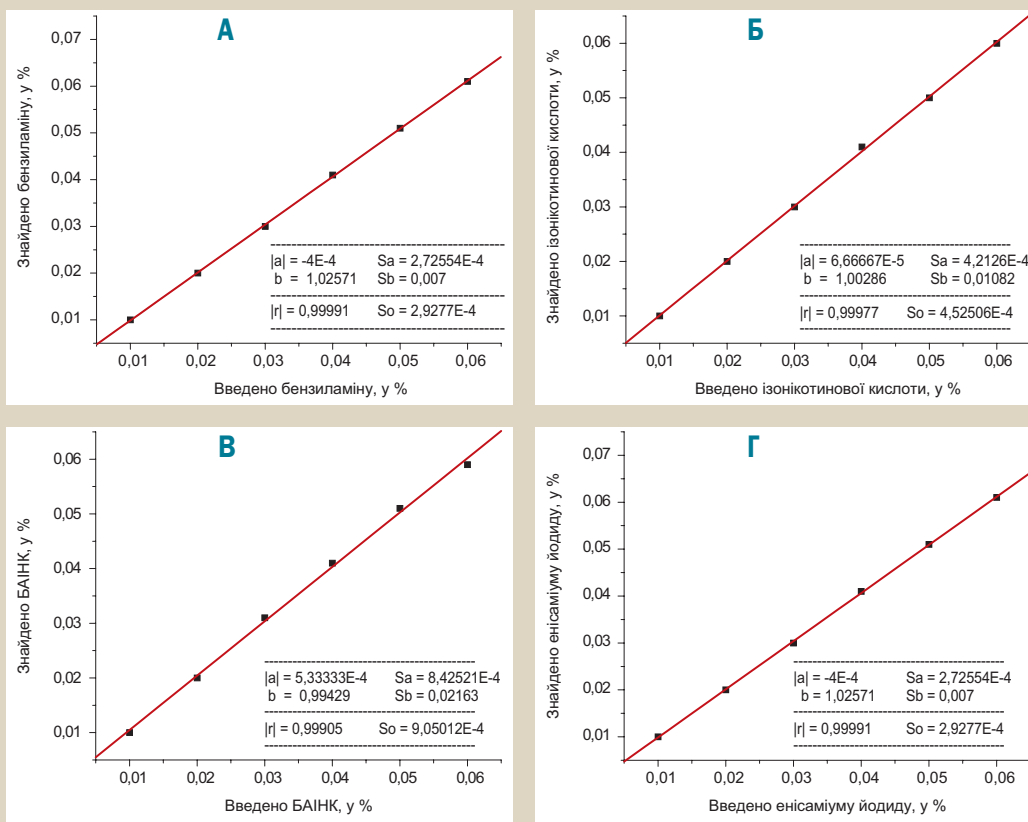 А
Знайдено бензиламіну, у %
0,07
0,06
0,05
0,04
0,03
0,02
0,01
|a| = -4E-4 Sa = 2,72554E-4
b = 1,02571 Sb = 0,007
|r| = 0,99991 So = 2,9277E-4
0,01 0,02 0,03 0,04 0,05 0,06
Введено бензиламіну, у %
Б
Знайдено ізонікотинової кислоти, у %
0,06
0,05
0,04
0,03
0,02
0,01
|a| = 6,66667E-5 Sa = 4,2126E-4
b = 1,00286 Sb = 0,01082
|r| = 0,99977 So = 4,52506E-4
0,01 0,02 0,03 0,04 0,05 0,06
Введено ізонікотинової кислоти, у %
В
Знайдено БАІНК, у %
0,06
0,05
0,04
0,03
0,02
0,01
|a| = 5,33333E-4 Sa = 8,42521E-4
b = 0,99429 Sb = 0,02163
|r| = 0,99905 So = 9,05012E-4
0,01 0,02 0,03 0,04 0,05 0,06
Введено БАІНК, у %
Г
Знайдено енісаміуму йодиду, у %
0,07
0,06
0,05
0,04
0,03
0,02
0,01
|a| = -4E-4 Sa = 2,72554E-4
b = 1,02571 Sb = 0,007
|r| = 0,99991 So = 2,9277E-4
0,01 0,02 0,03 0,04 0,05 0,06
Введено енісаміуму йодиду, у %